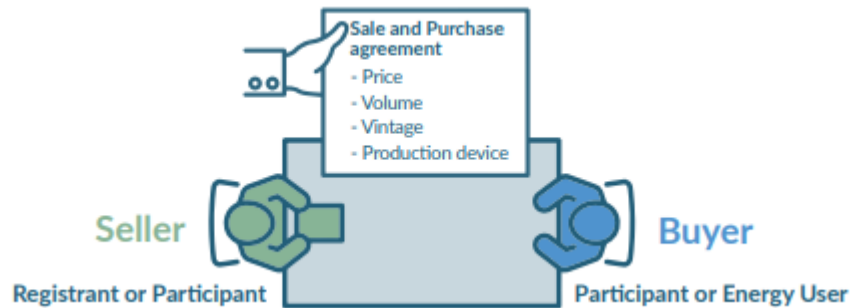 Sale and Purchase
agreement
- Price
- Volume
- Vintage
- Production device
Seller
Buyer
Registrant or Participant
Participant or Energy User